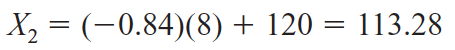 X₂ = (−0.84)(8) + 120 = 113.28